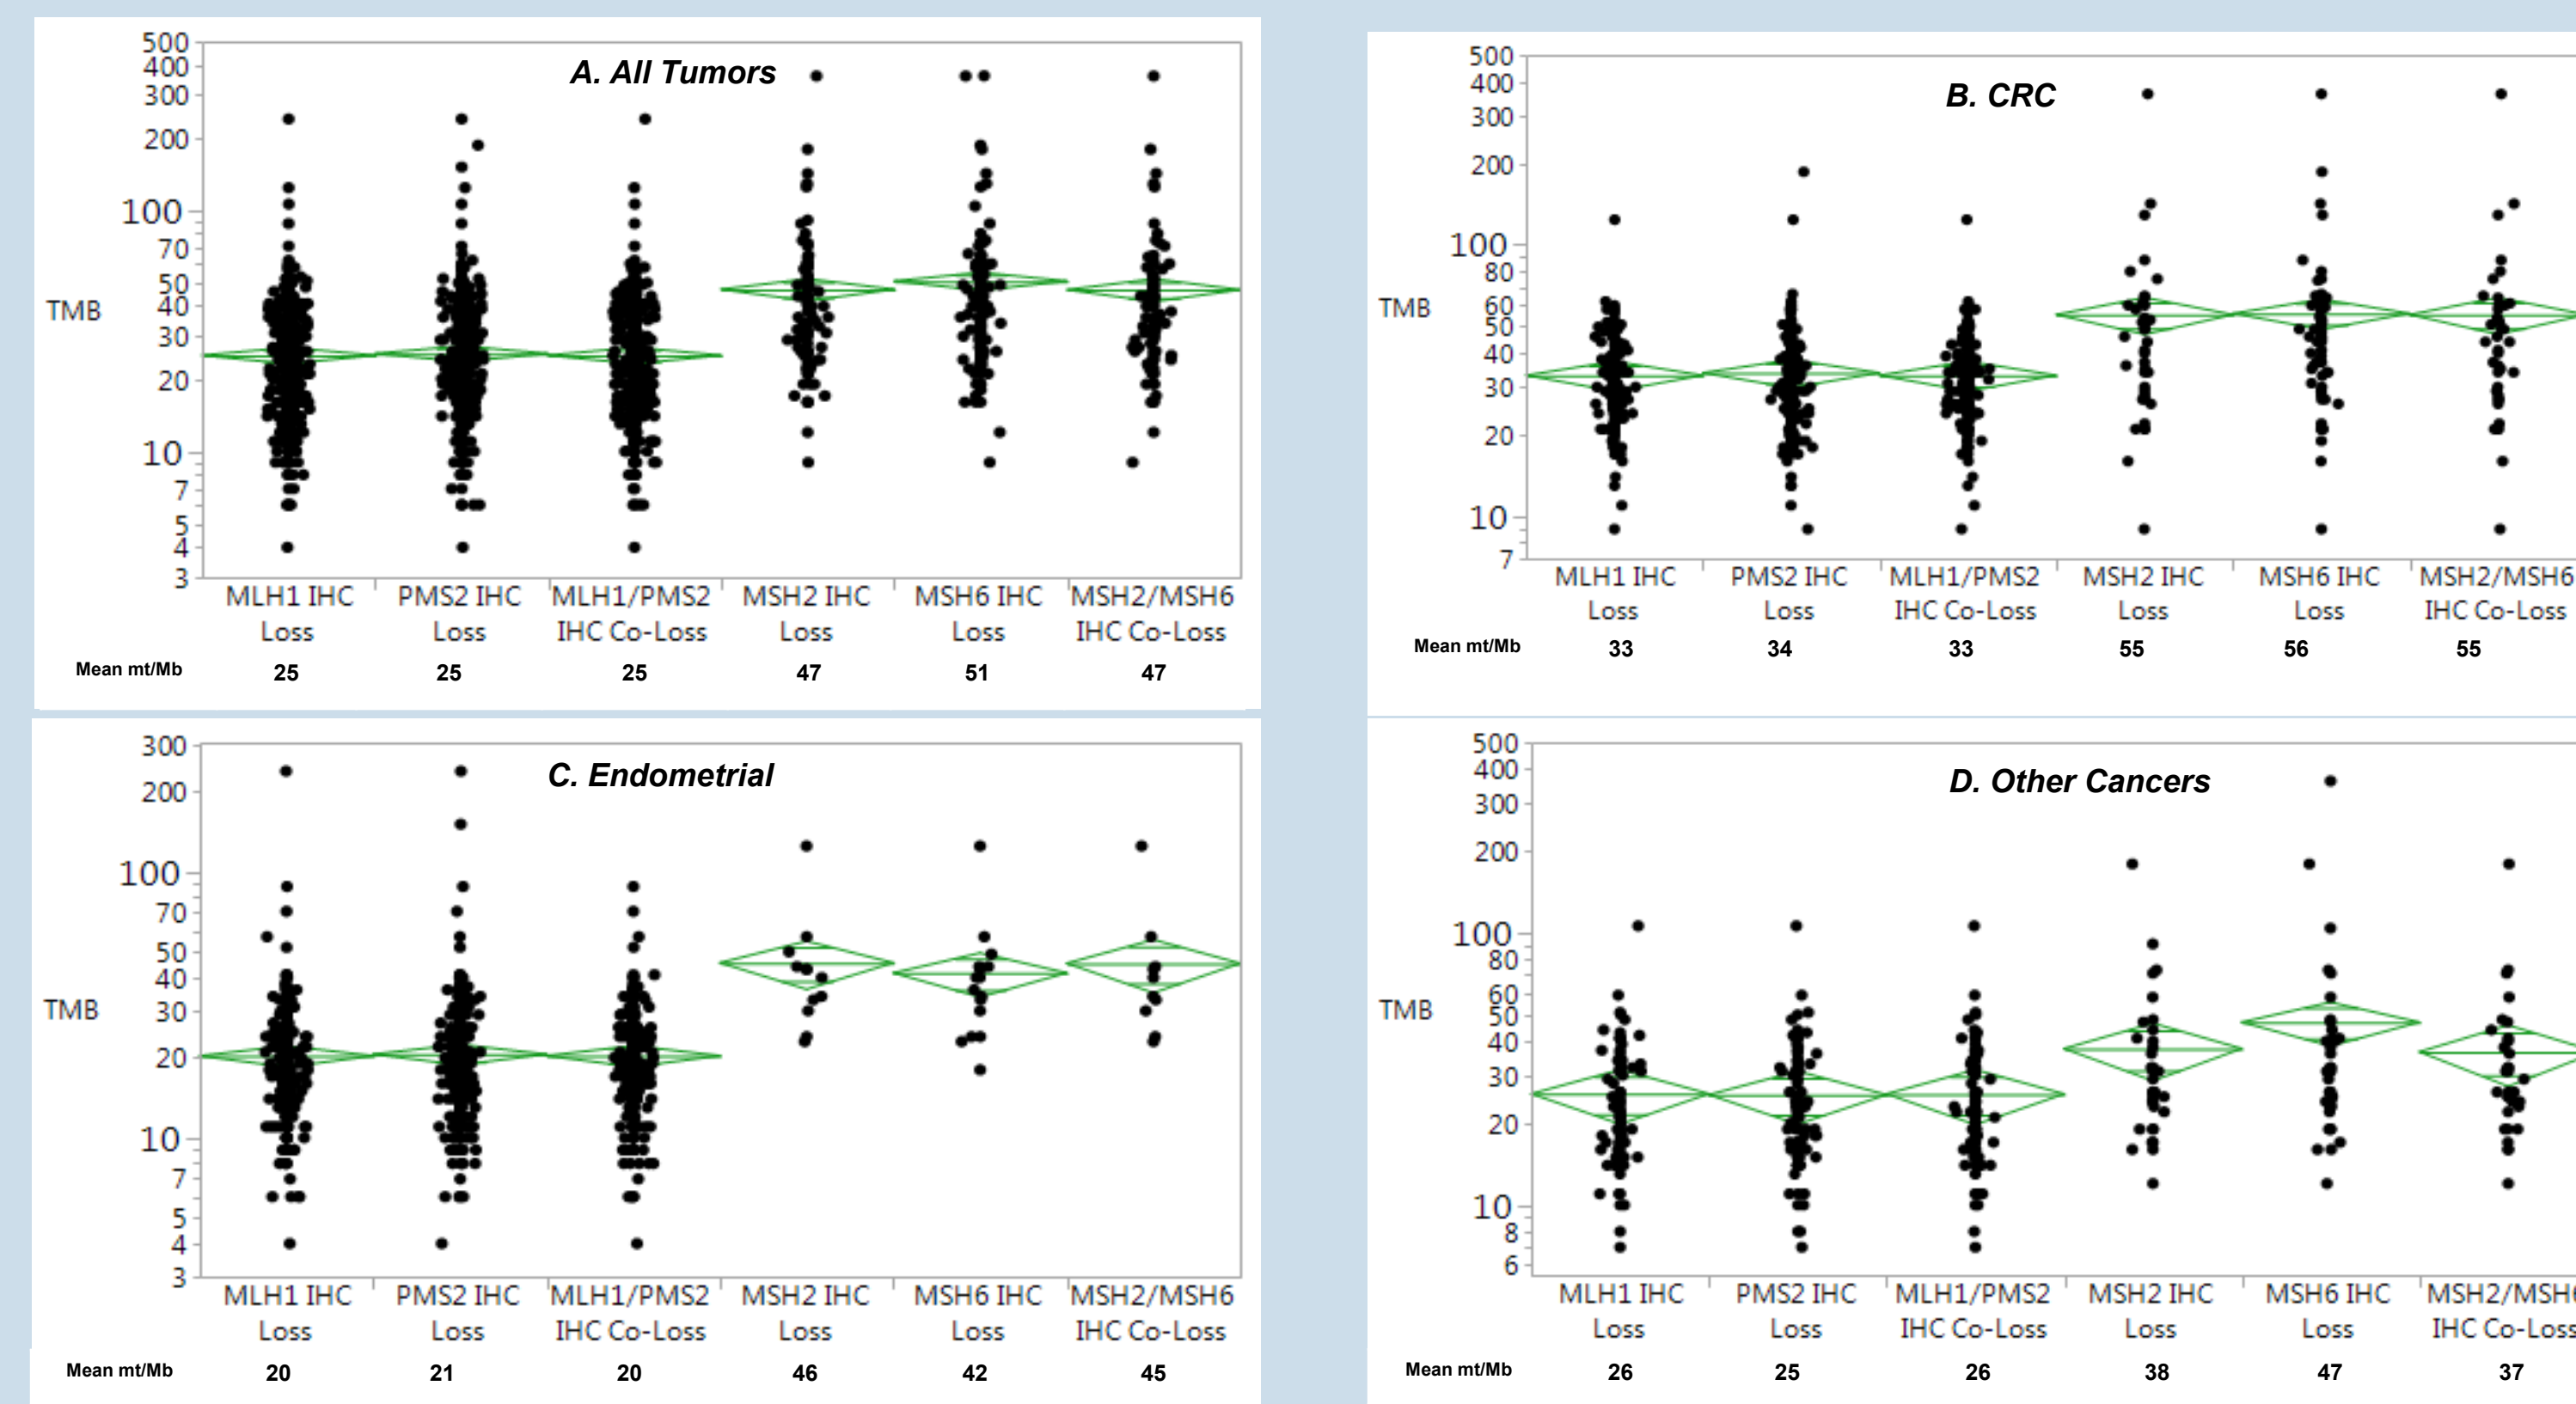 A. All Tumors
500
400
300
200
100
70
50
40
30
20
10
7
5
4
3
TMB
MLH1 IHC Loss
PMS2 IHC Loss
MLH1/PMS2 IHC Co-Loss
MSH2 IHC Loss
MSH6 IHC Loss
MSH2/MSH6 IHC Co-Loss
Mean mt/Mb 25 25 25 47 51 47
B. CRC
500
400
300
200
100
80
60
50
40
30
20
10
7
TMB
MLH1 IHC Loss
PMS2 IHC Loss
MLH1/PMS2 IHC Co-Loss
MSH2 IHC Loss
MSH6 IHC Loss
MSH2/MSH6 IHC Co-Loss
Mean mt/Mb 33 34 33 55 56 55
C. Endometrial
300
200
100
70
50
40
30
20
10
7
5
4
3
TMB
MLH1 IHC Loss
PMS2 IHC Loss
MLH1/PMS2 IHC Co-Loss
MSH2 IHC Loss
MSH6 IHC Loss
MSH2/MSH6 IHC Co-Loss
Mean mt/Mb 20 21 20 46 42 45
D. Other Cancers
500
400
300
200
100
80
60
50
40
30
20
10
8
6
TMB
MLH1 IHC Loss
PMS2 IHC Loss
MLH1/PMS2 IHC Co-Loss
MSH2 IHC Loss
MSH6 IHC Loss
MSH2/MSH6 IHC Co-Loss
Mean mt/Mb 26 25 26 38 47 37